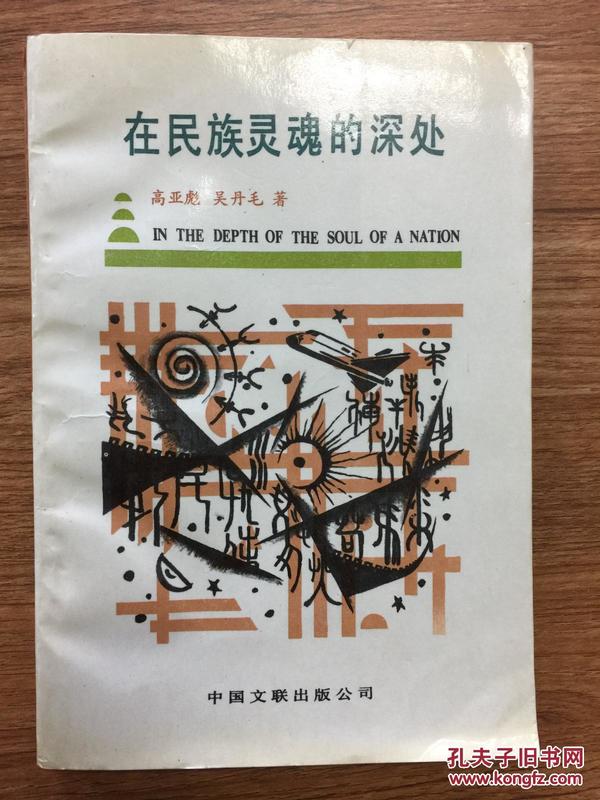 在民族灵魂的深处
高亚彪 吴丹毛 著
IN THE DEPTH OF THE SOUL OF A NATION
中国文联出版公司
孔夫子旧书网
www.kongfz.com